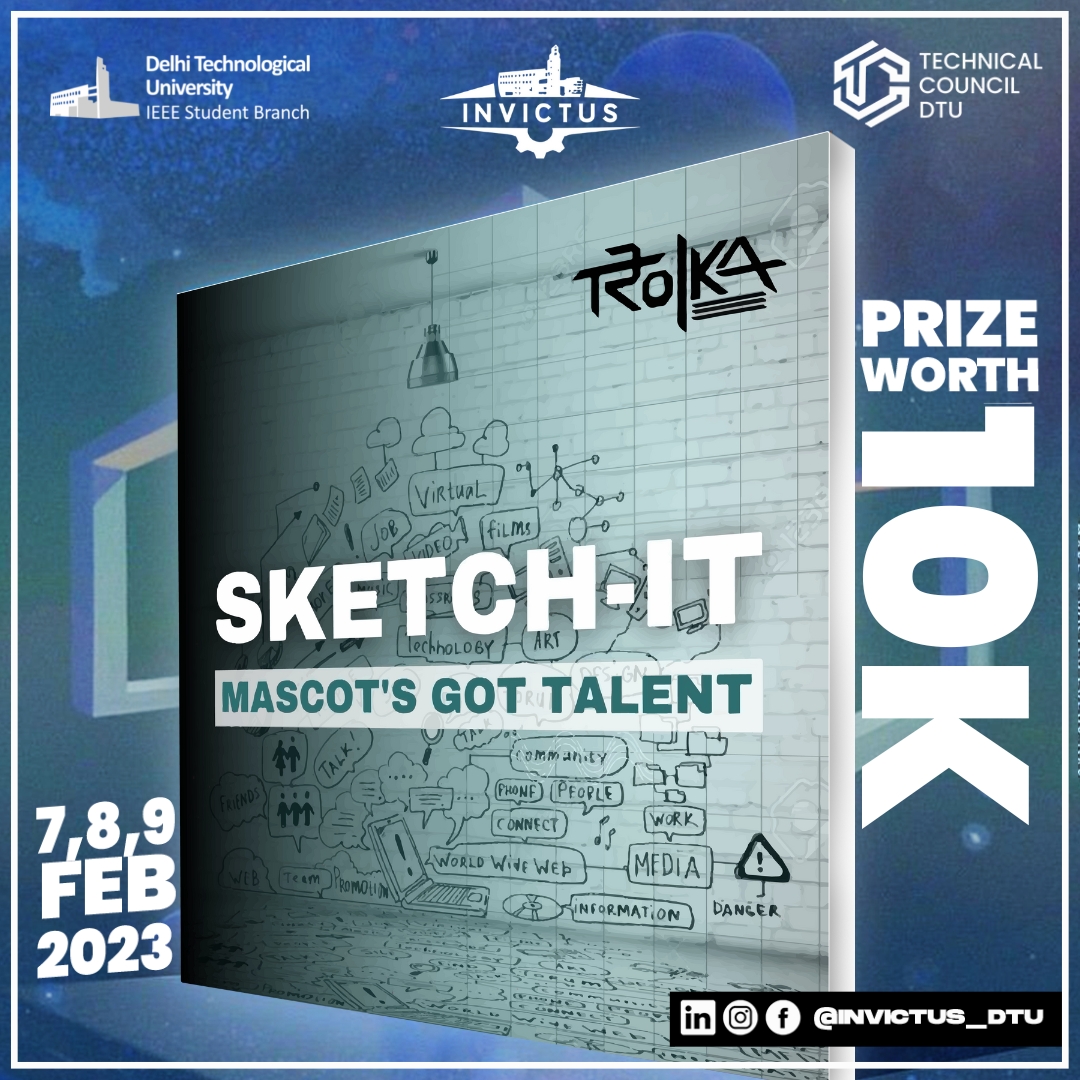 Delhi Technological
University
IEEE Student Branch
INVICTUS
TECHNICAL
COUNCIL
DTU
TROIKA
PRIZE
WORTH
10K
VIRTUAL
JOB
VIDEO
FILMS
SKETCH-IT
TECHNOLOGY
ART
DESIGN
MASCOT'S GOT TALENT
TALK!
COMMUNITY
FRIENDS
PHONE
PEOPLE
CONNECT
WORK
WEB
TEAM
PROMOTION
WORLD WIDE WEB
MEDIA
INFORMATION
DANGER
7,8,9
FEB
2023
@INVICTUS_DTU